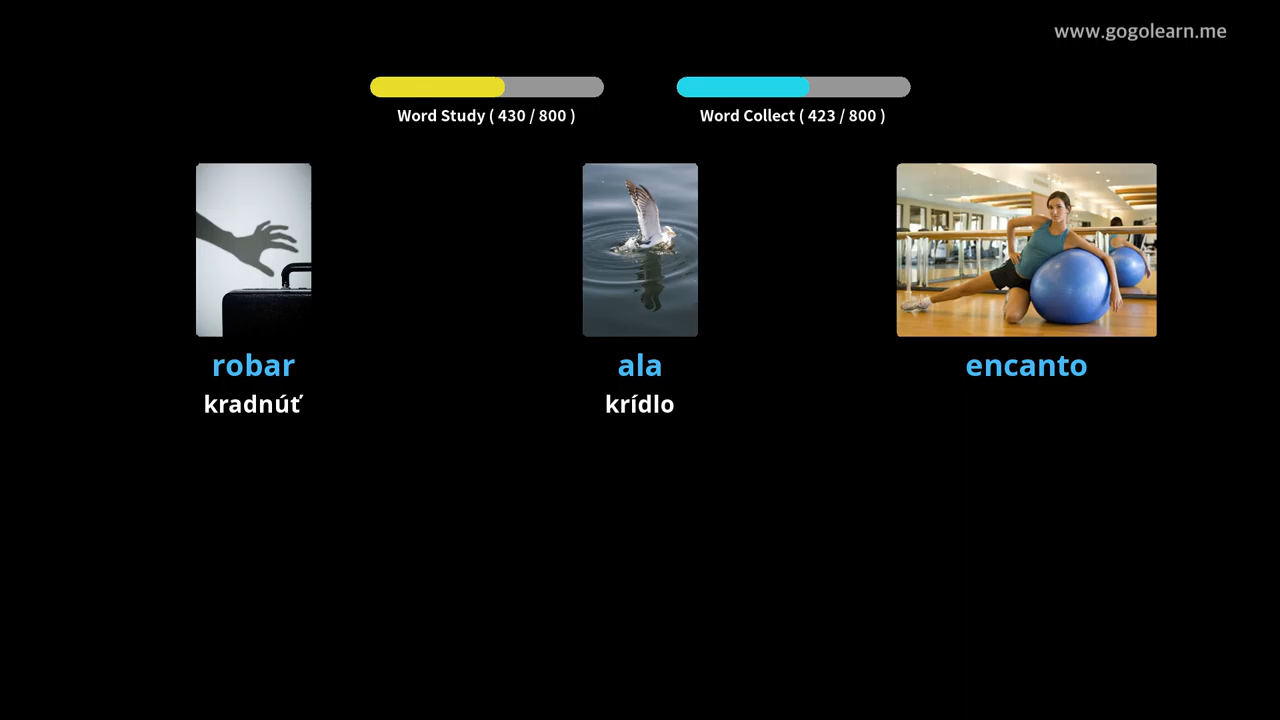 www.gogolearn.me
Word Study ( 430 / 800 )
Word Collect ( 423 / 800 )
robar
kradnúť
ala
krídlo
encanto